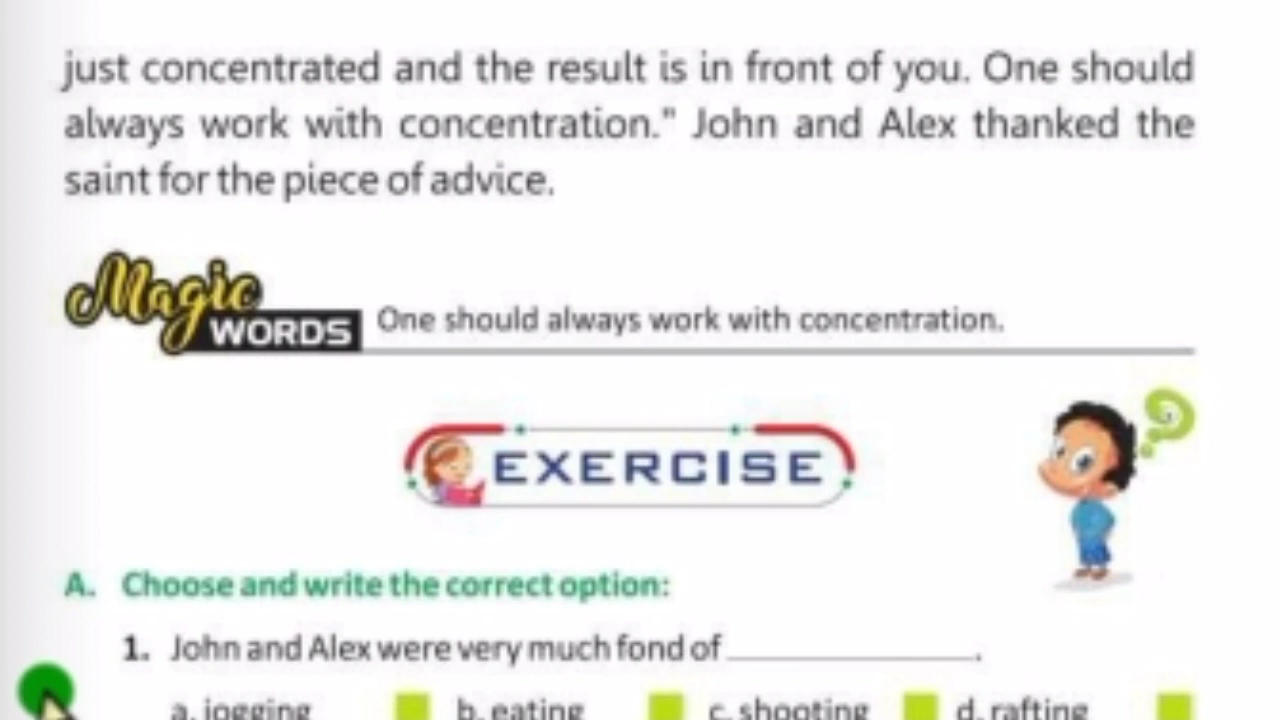 just concentrated and the result is in front of you. One should
always work with concentration." John and Alex thanked the
saint for the piece of advice.
Magic
WORDS One should always work with concentration.
EXERCISE
A. Choose and write the correct option:
1. John and Alex were very much fond of ____________.
a. jogging b. eating c. shooting d. rafting